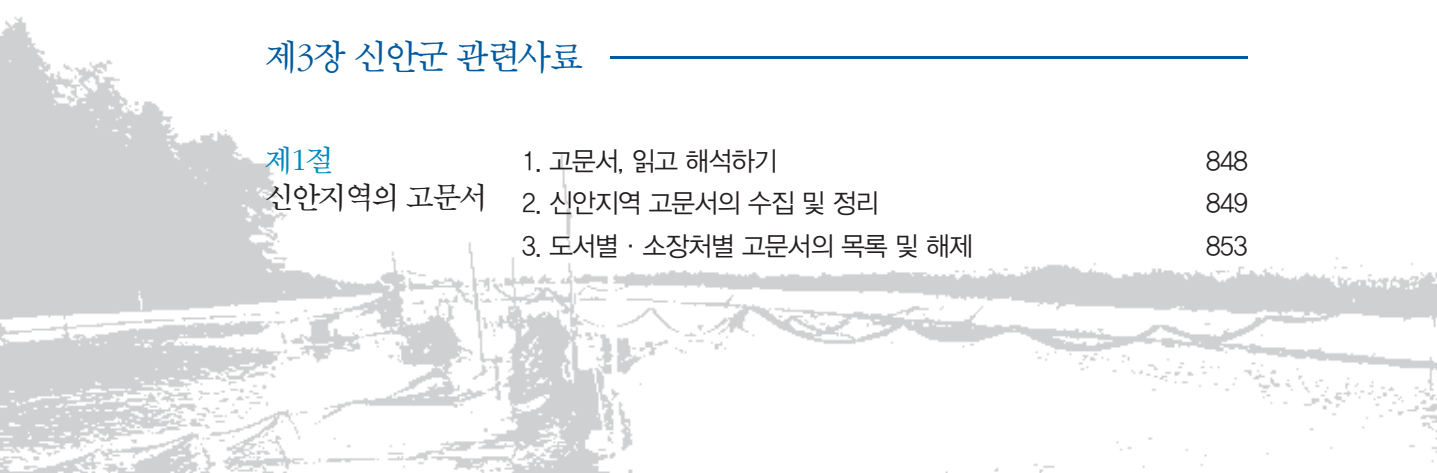 제3장 신안군 관련사료
제1절
신안지역의 고문서
1. 고문서, 읽고 해석하기 848
2. 신안지역 고문서의 수집 및 정리 849
3. 도서별 · 소장처별 고문서의 목록 및 해제 853